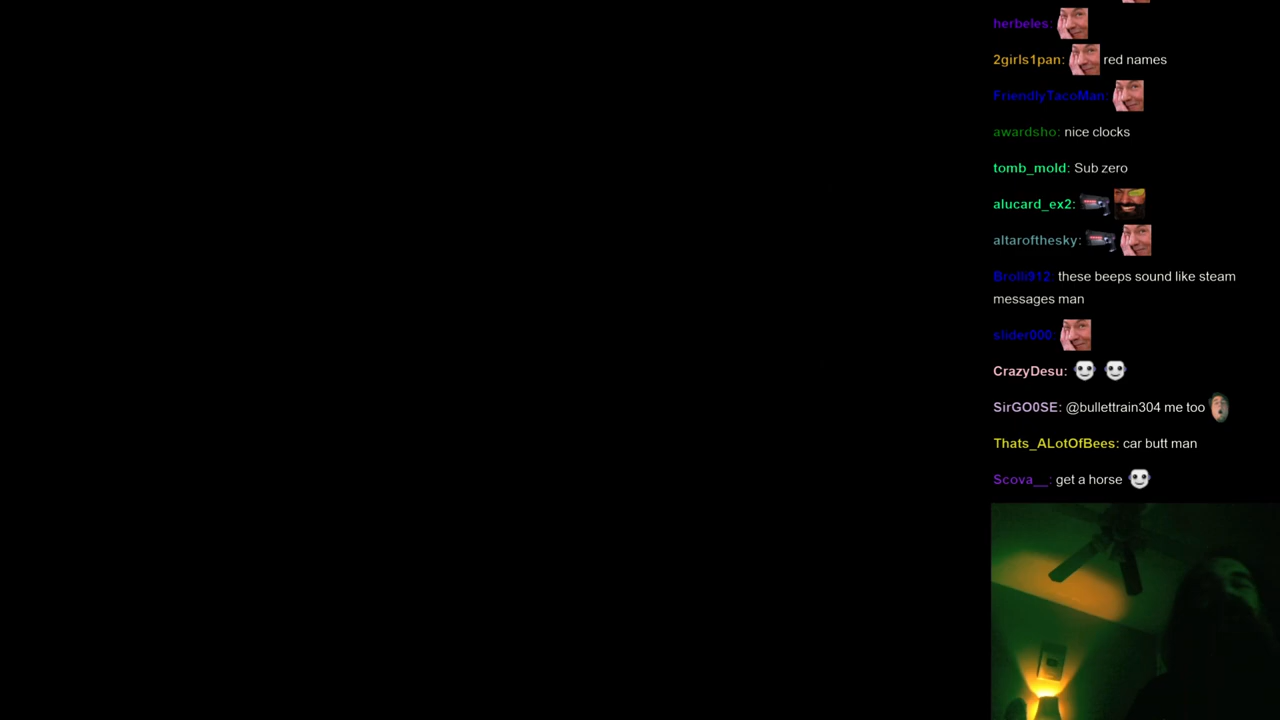 herbeles:
2girls1pan: red names
FriendlyTacoMan:
awardsho: nice clocks
tomb_mold: Sub zero
alucard_ex2:
altarofthesky:
Brolli912: these beeps sound like steam
messages man
slider000:
CrazyDesu:
SirGO0SE: @bullettrain304 me too
Thats_ALotOfBees: car butt man
Scova__: get a horse